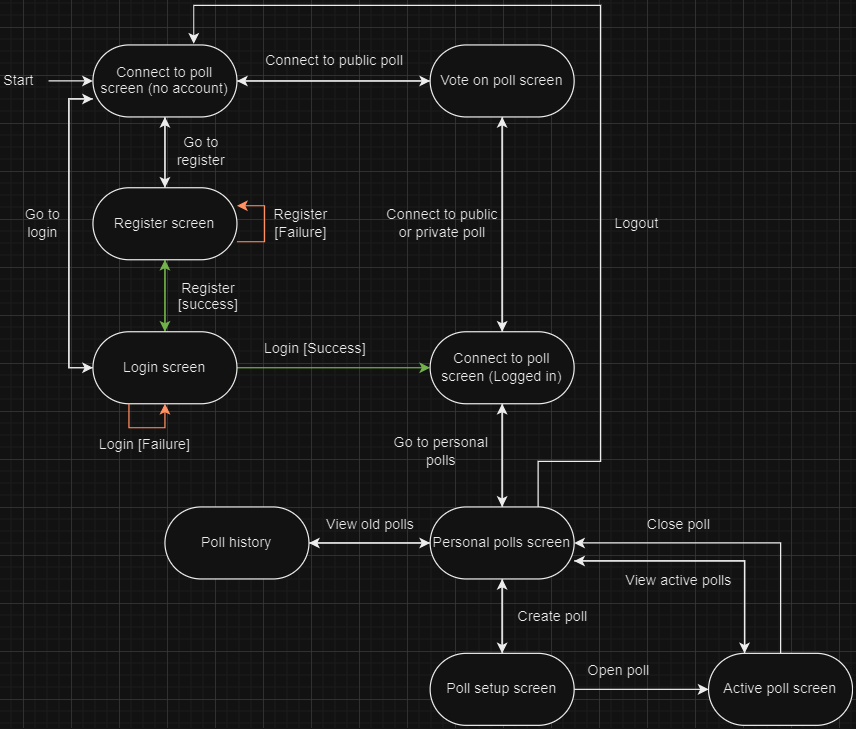 Start
Connect to poll
screen (no account)
Connect to public poll
Vote on poll screen
Go to
register
Go to
login
Register screen
Register
[Failure]
Connect to public
or private poll
Logout
Register
[success]
Login screen
Login [Success]
Connect to poll
screen (Logged in)
Login [Failure]
Go to personal
polls
Poll history
View old polls
Personal polls screen
Close poll
View active polls
Create poll
Poll setup screen
Open poll
Active poll screen